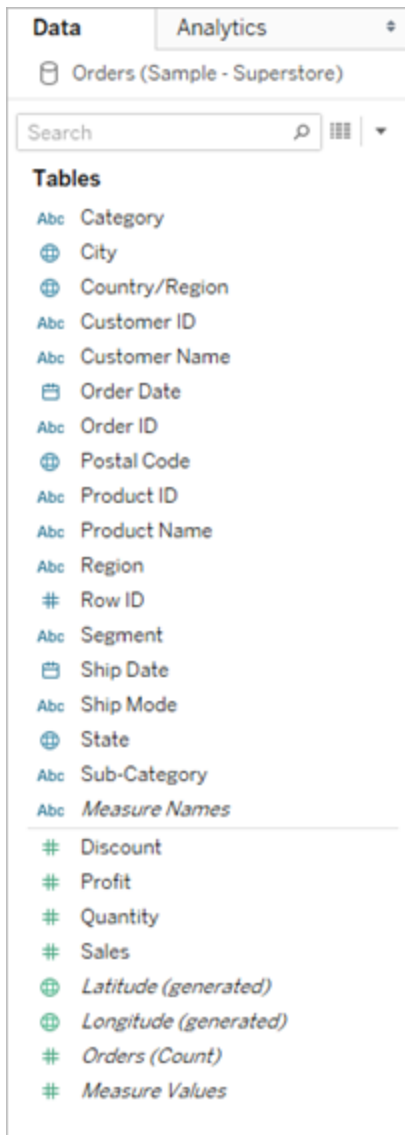 Data Analytics
Orders (Sample - Superstore)
Search
Tables
Abc Category
City
Country/Region
Abc Customer ID
Abc Customer Name
Order Date
Abc Order ID
Postal Code
Abc Product ID
Abc Product Name
Abc Region
# Row ID
Abc Segment
Ship Date
Abc Ship Mode
State
Abc Sub-Category
Abc Measure Names
# Discount
# Profit
# Quantity
# Sales
Latitude (generated)
Longitude (generated)
# Orders (Count)
# Measure Values